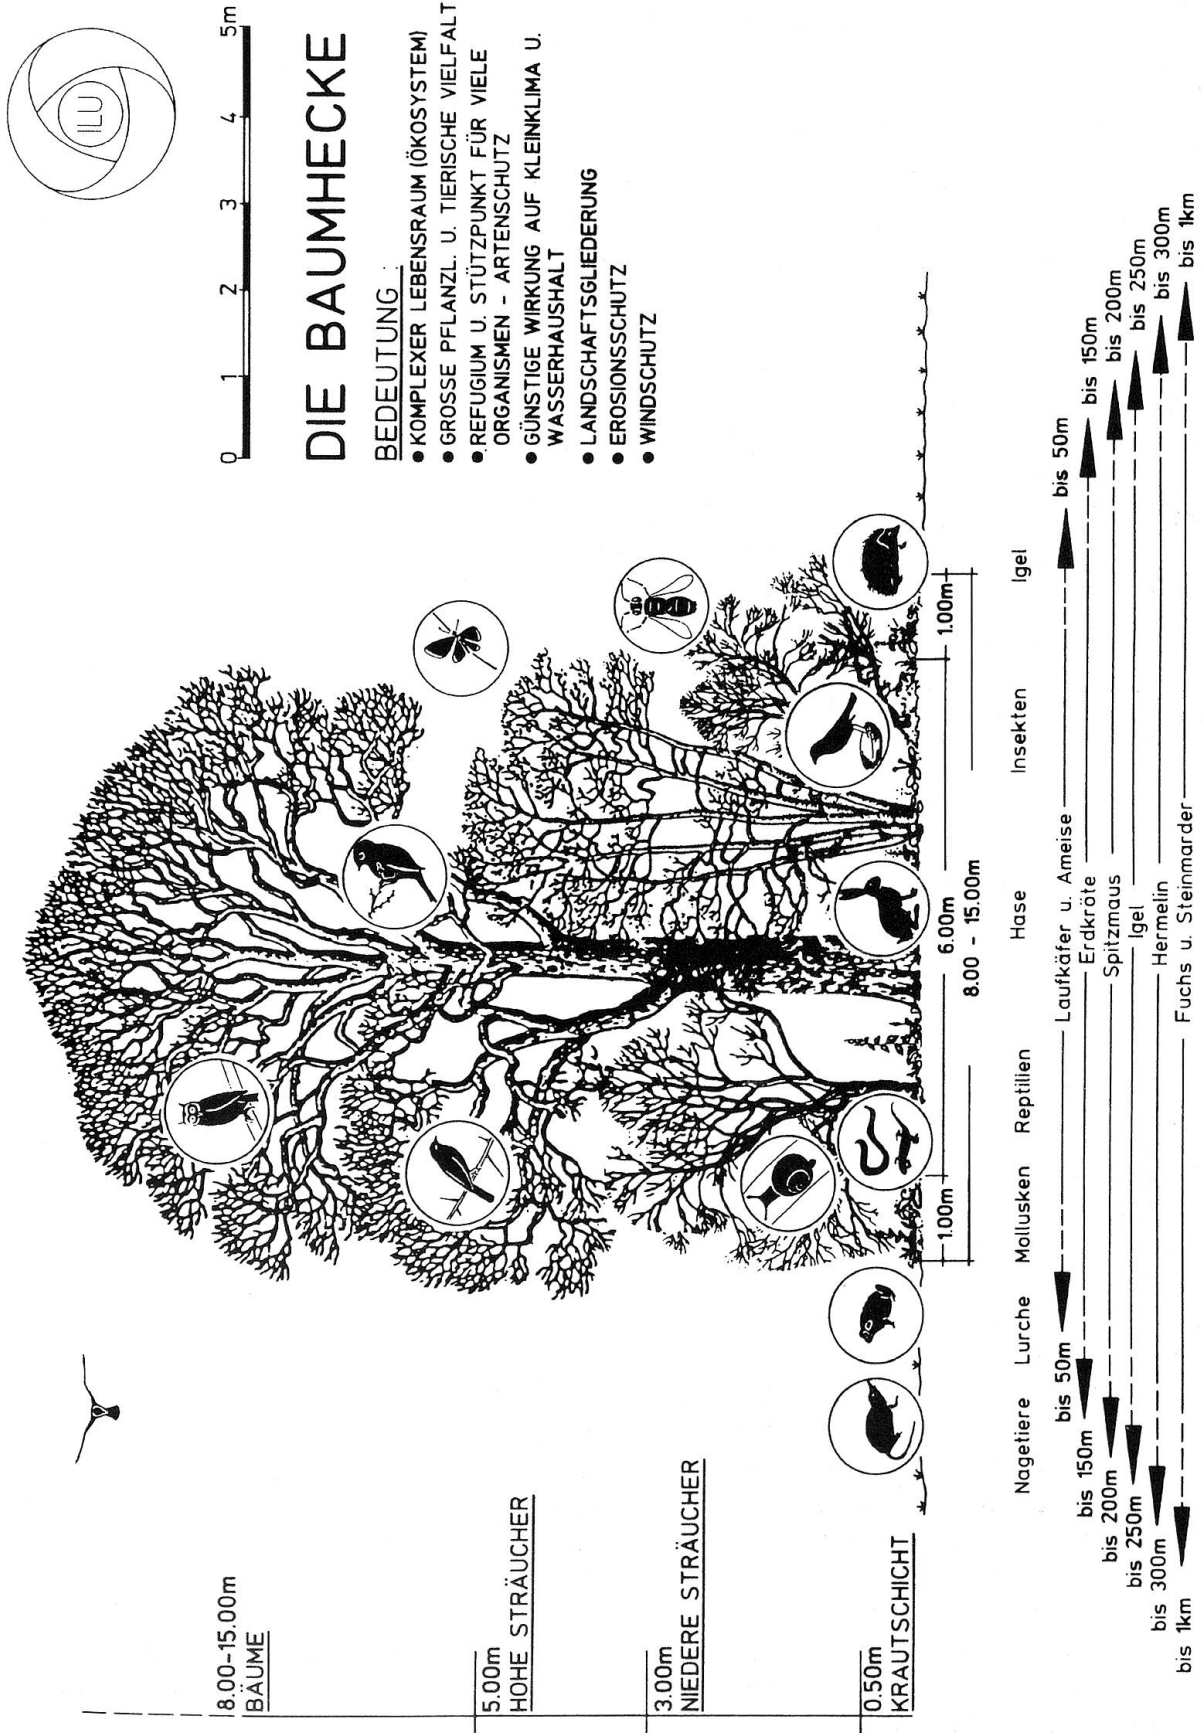 ILU
0 1 2 3 4 5m
DIE BAUMHECKE
BEDEUTUNG :
● KOMPLEXER LEBENSRAUM (ÖKOSYSTEM)
● GROSSE PFLANZL. U. TIERISCHE VIELFALT
● REFUGIUM U. STÜTZPUNKT FÜR VIELE
ORGANISMEN - ARTENSCHUTZ
● GÜNSTIGE WIRKUNG AUF KLEINKLIMA U.
WASSERHAUSHALT
● LANDSCHAFTSGLIEDERUNG
● EROSIONSSCHUTZ
● WINDSCHUTZ
8.00-15.00m
BÄUME
5.00m
HOHE STRÄUCHER
3.00m
NIEDERE STRÄUCHER
0.50m
KRAUTSCHICHT
1.00m 6.00m 1.00m
8.00 - 15.00m
Nagetiere Lurche Mollusken Reptilien Hase Insekten Igel
bis 50m Laufkäfer u. Ameise bis 50m
bis 150m Erdkröte bis 150m
bis 200m Spitzmaus bis 200m
bis 250m Igel bis 250m
bis 300m Hermelin bis 300m
bis 1km Fuchs u. Steinmarder bis 1km